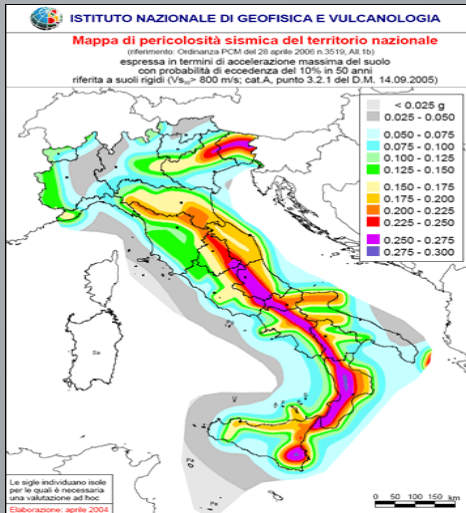 ISTITUTO NAZIONALE DI GEOFISICA E VULCANOLOGIA
Mappa di pericolosità sismica del territorio nazionale
(riferimento: Ordinanza PCM del 28 aprile 2006 n.3519, All.1b)
espressa in termini di accelerazione massima del suolo
con probabilità di eccedenza del 10% in 50 anni
riferita a suoli rigidi (Vs₃₀> 800 m/s; cat.A, punto 3.2.1 del D.M. 14.09.2005)
< 0.025 g
0.025 - 0.050
0.050 - 0.075
0.075 - 0.100
0.100 - 0.125
0.125 - 0.150
0.150 - 0.175
0.175 - 0.200
0.200 - 0.225
0.225 - 0.250
0.250 - 0.275
0.275 - 0.300
Sa
U
Pa
Pe
Le sigle individuano isole
per le quali è necessaria
una valutazione ad hoc
Elaborazione: aprile 2004
km
0 50 100 150